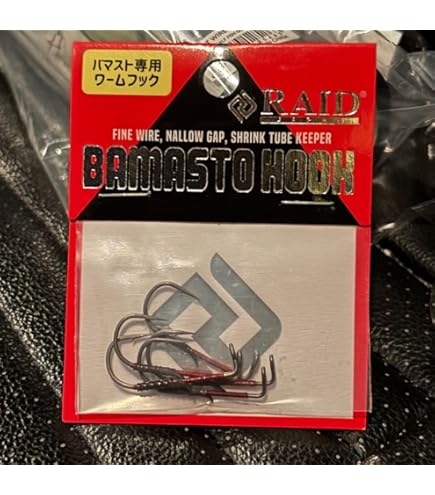 バマスト専用
ワームフック
RAID
FINE WIRE, NALLOW GAP, SHRINK TUBE KEEPER
BAMASTO HOOK